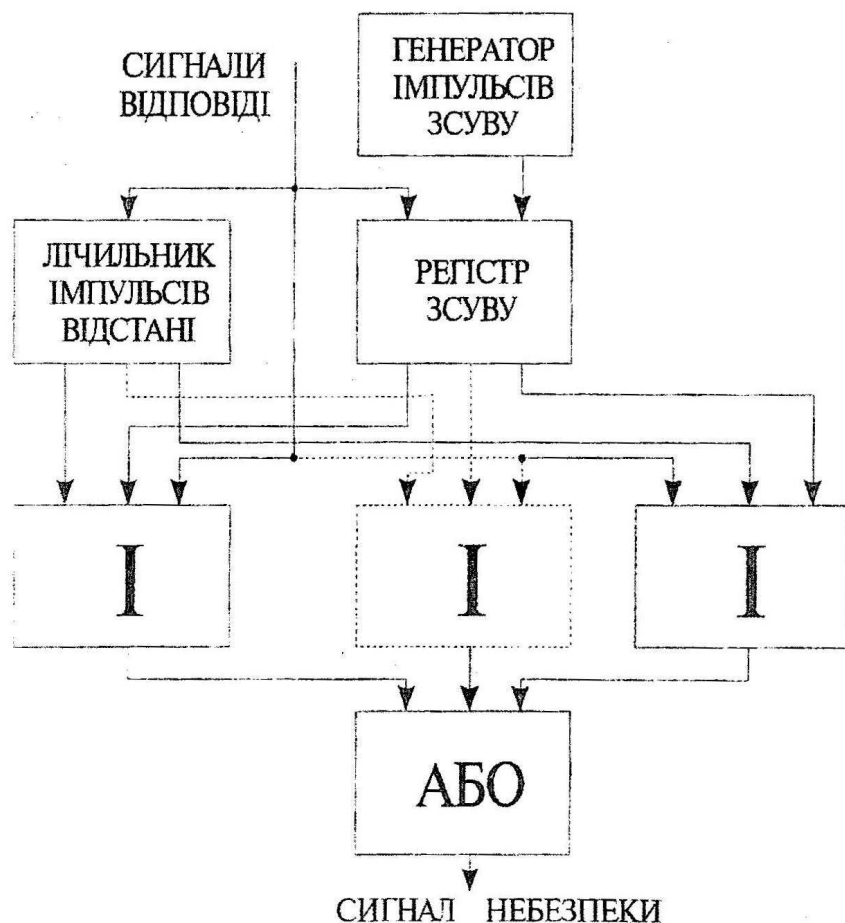 СИГНАЛИ
ВІДПОВІДІ
ГЕНЕРАТОР
ІМПУЛЬСІВ
ЗСУВУ
ЛІЧИЛЬНИК
ІМПУЛЬСІВ
ВІДСТАНІ
РЕГІСТР
ЗСУВУ
І
І
І
АБО
СИГНАЛ НЕБЕЗПЕКИ